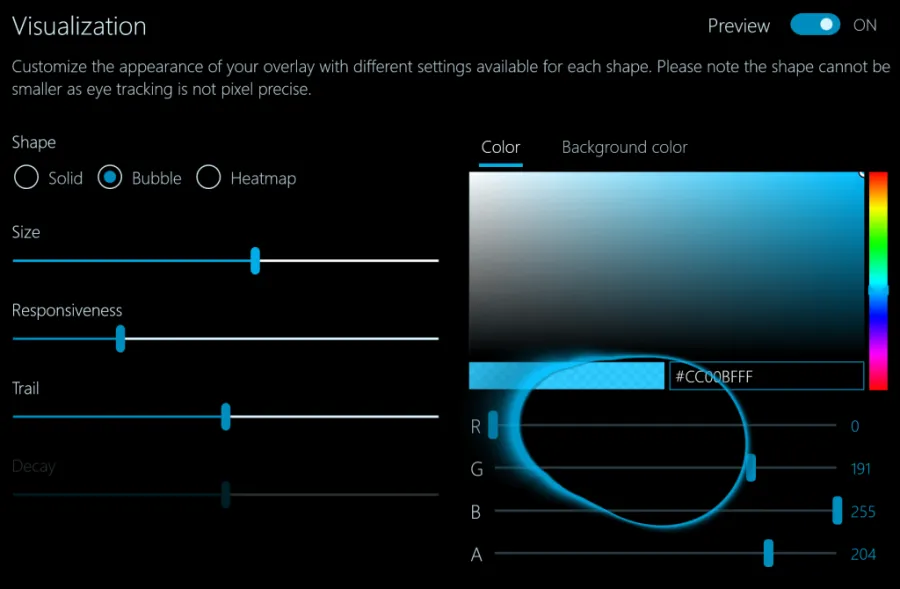 Visualization
Preview ON
Customize the appearance of your overlay with different settings available for each shape. Please note the shape cannot be
smaller as eye tracking is not pixel precise.
Shape
Solid Bubble Heatmap
Size
Responsiveness
Trail
Decay
Color Background color
#CC00BFFF
R 0
G 191
B 255
A 204